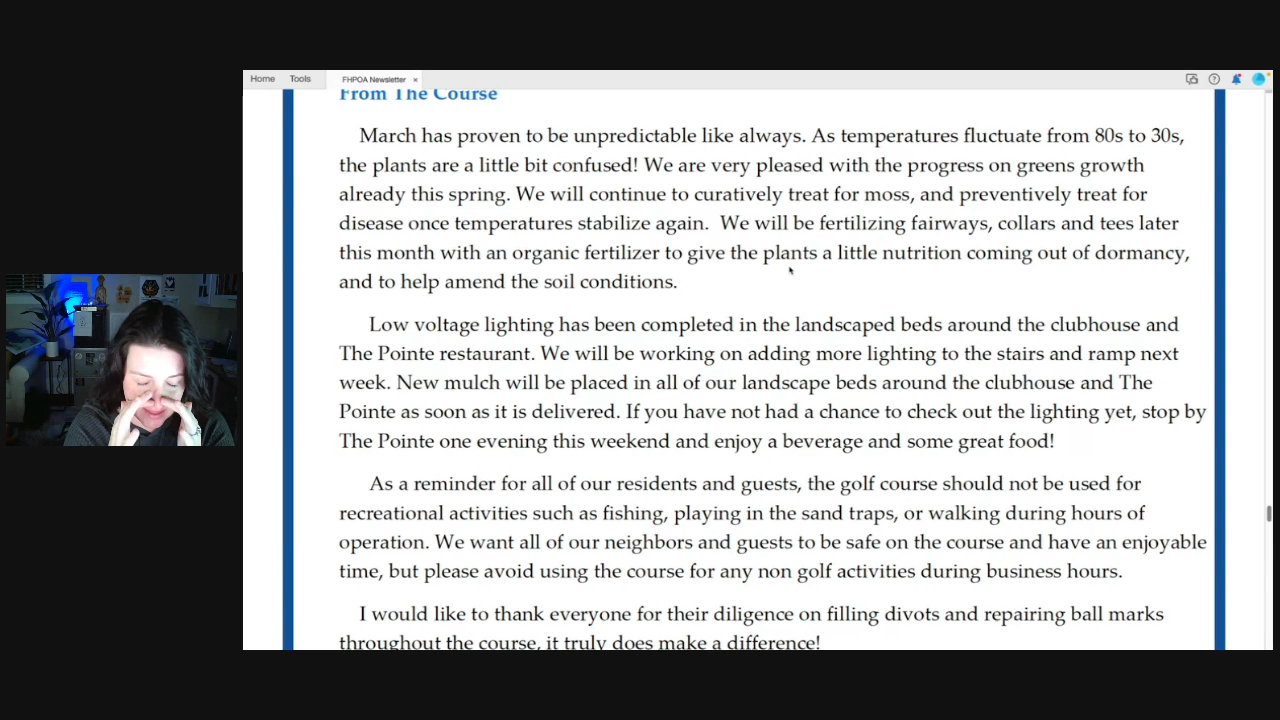 Home Tools FHPOA Newsletter ×
From The Course
March has proven to be unpredictable like always. As temperatures fluctuate from 80s to 30s,
the plants are a little bit confused! We are very pleased with the progress on greens growth
already this spring. We will continue to curatively treat for moss, and preventively treat for
disease once temperatures stabilize again.  We will be fertilizing fairways, collars and tees later
this month with an organic fertilizer to give the plants a little nutrition coming out of dormancy,
and to help amend the soil conditions.
Low voltage lighting has been completed in the landscaped beds around the clubhouse and
The Pointe restaurant. We will be working on adding more lighting to the stairs and ramp next
week. New mulch will be placed in all of our landscape beds around the clubhouse and The
Pointe as soon as it is delivered. If you have not had a chance to check out the lighting yet, stop by
The Pointe one evening this weekend and enjoy a beverage and some great food!
As a reminder for all of our residents and guests, the golf course should not be used for
recreational activities such as fishing, playing in the sand traps, or walking during hours of
operation. We want all of our neighbors and guests to be safe on the course and have an enjoyable
time, but please avoid using the course for any non golf activities during business hours.
I would like to thank everyone for their diligence on filling divots and repairing ball marks
throughout the course, it truly does make a difference!